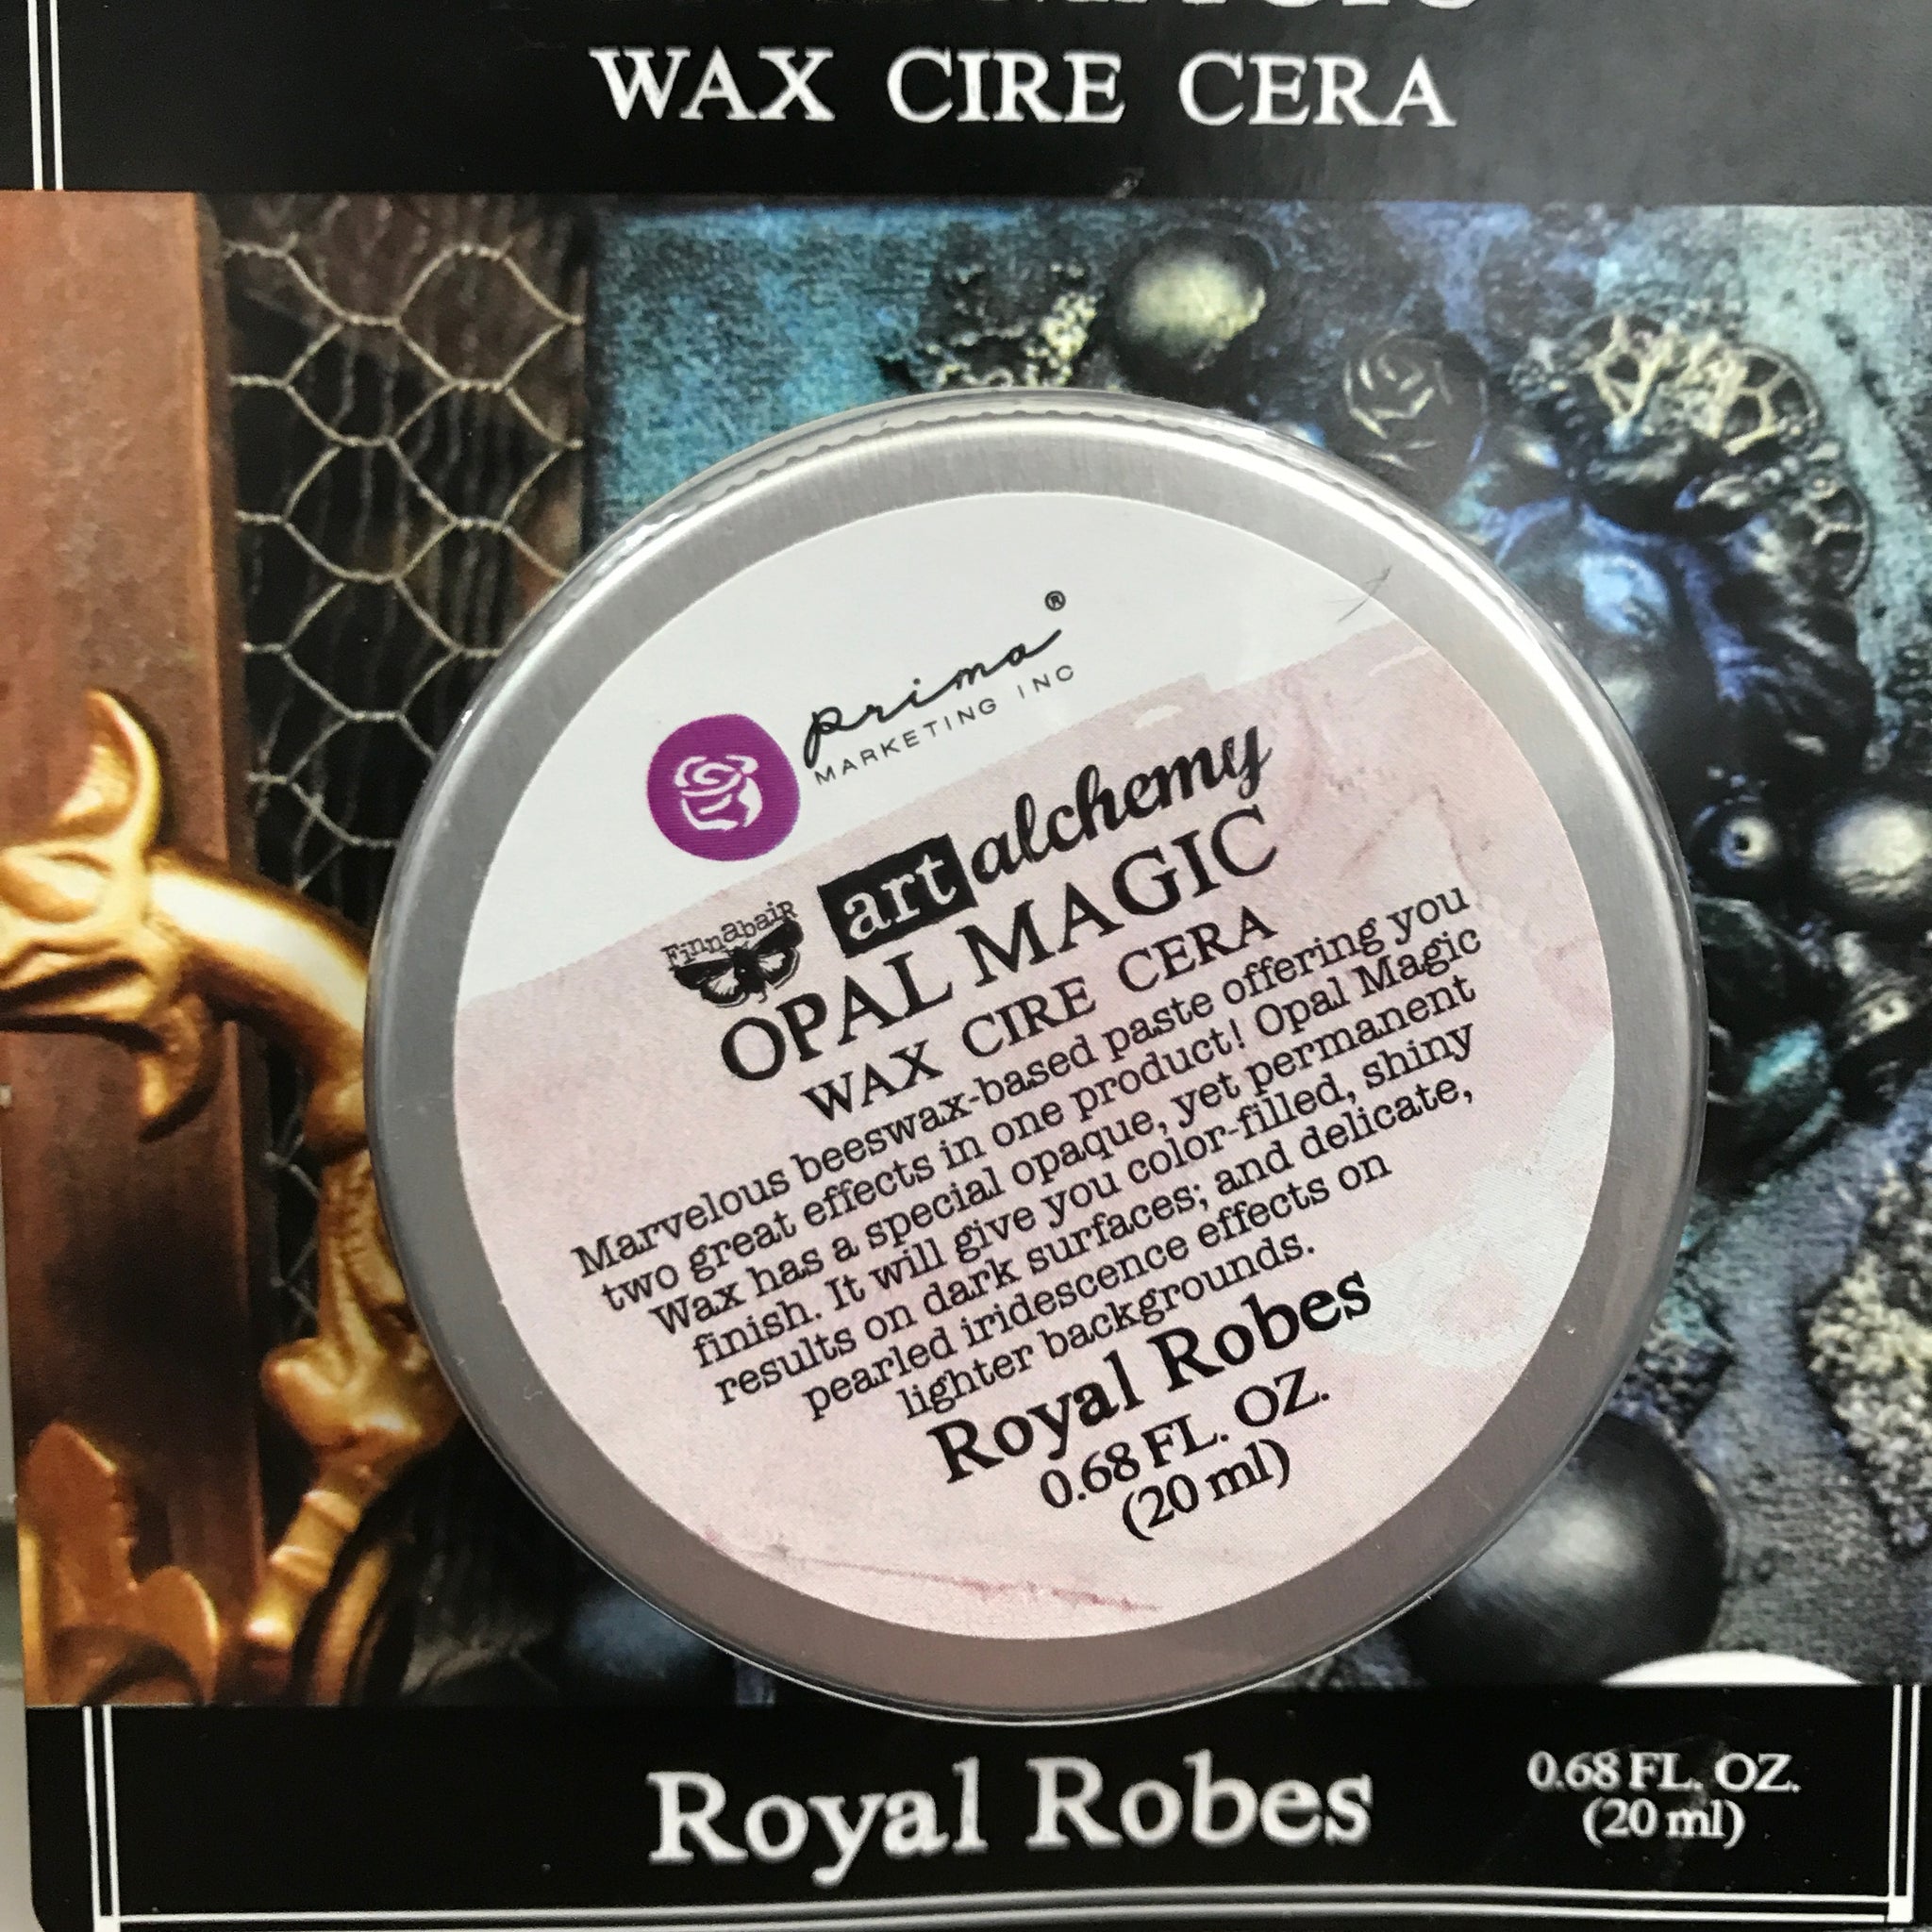 WAX CIRE CERA
prima®
MARKETING INC
Finnabair
art alchemy
OPAL MAGIC
WAX CIRE CERA
Marvelous beeswax-based paste offering you
two great effects in one product! Opal Magic
Wax has a special opaque, yet permanent
finish. It will give you color-filled, shiny
results on dark surfaces; and delicate,
pearled iridescence effects on
lighter backgrounds.
Royal Robes
0.68 FL. OZ.
(20 ml)
Royal Robes
0.68 FL. OZ.
(20 ml)